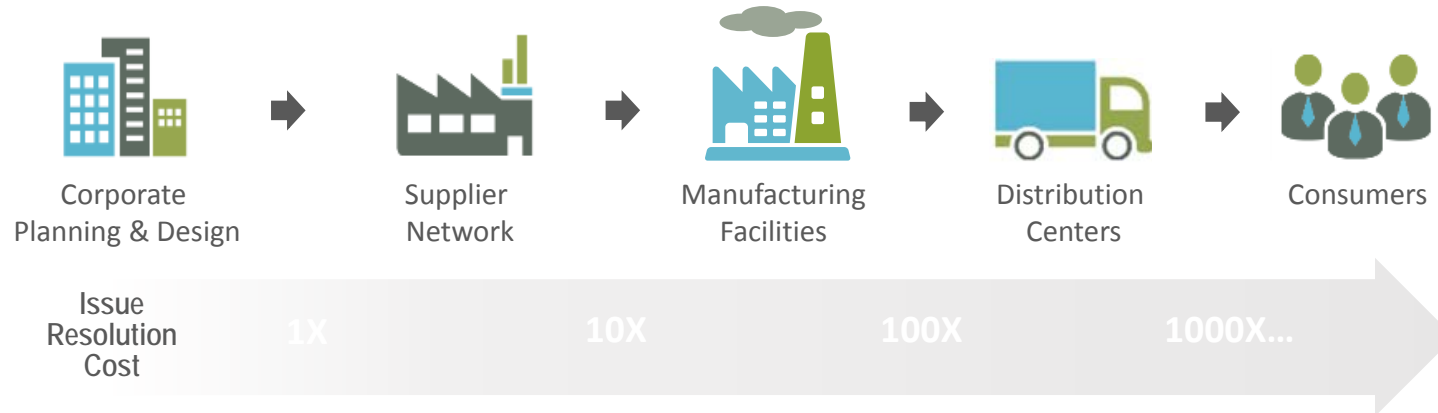 Corporate
Planning & Design
Supplier
Network
Manufacturing
Facilities
Distribution
Centers
Consumers
Issue
Resolution
Cost
1X
10X
100X
1000X...